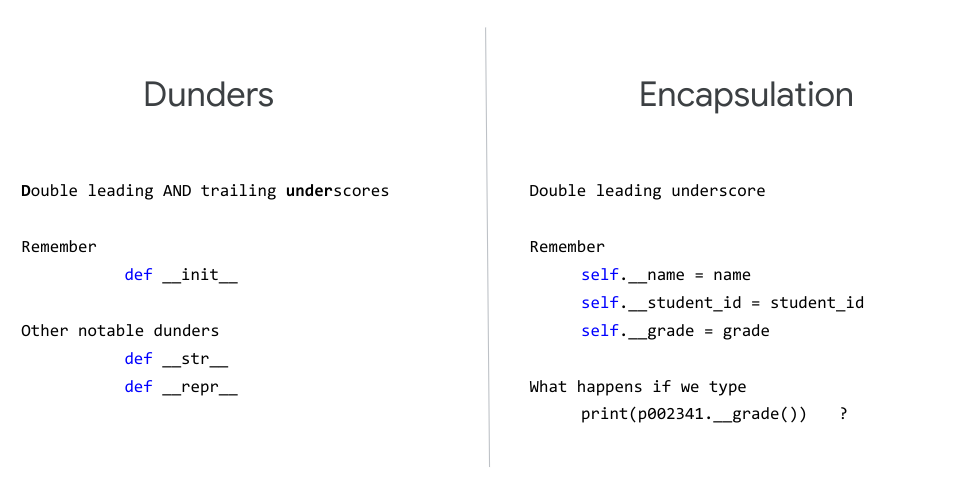 Dunders
Double leading AND trailing underscores
Remember
def __init__
Other notable dunders
def __str__
def __repr__
Encapsulation
Double leading underscore
Remember
self.__name = name
self.__student_id = student_id
self.__grade = grade
What happens if we type
print(p002341.__grade()) ?